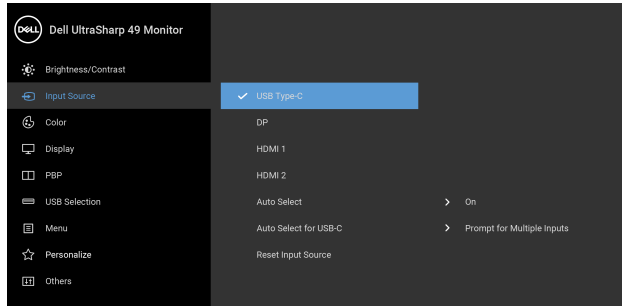 DELL Dell UltraSharp 49 Monitor
Brightness/Contrast
Input Source
USB Type-C
Color
DP
Display
HDMI 1
PBP
HDMI 2
USB Selection
Auto Select
On
Menu
Auto Select for USB-C
Prompt for Multiple Inputs
Personalize
Reset Input Source
Others